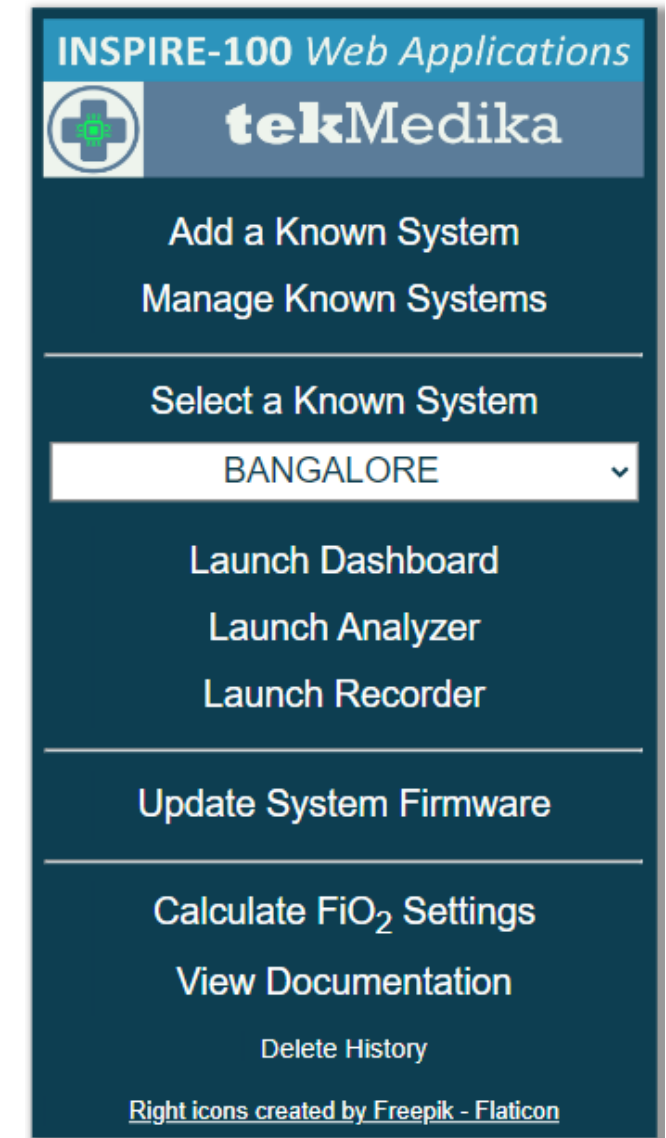 INSPIRE-100 Web Applications
tekMedika
Add a Known System
Manage Known Systems
Select a Known System
BANGALORE
Launch Dashboard
Launch Analyzer
Launch Recorder
Update System Firmware
Calculate FiO₂ Settings
View Documentation
Delete History
Right icons created by Freepik - Flaticon